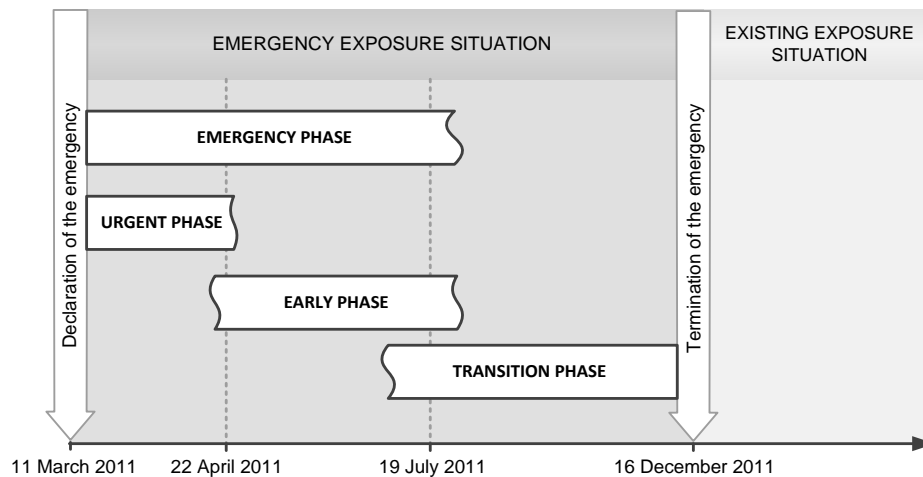 EMERGENCY EXPOSURE SITUATION
EXISTING EXPOSURE
SITUATION
Declaration of the emergency
EMERGENCY PHASE
URGENT PHASE
EARLY PHASE
TRANSITION PHASE
Termination of the emergency
11 March 2011
22 April 2011
19 July 2011
16 December 2011